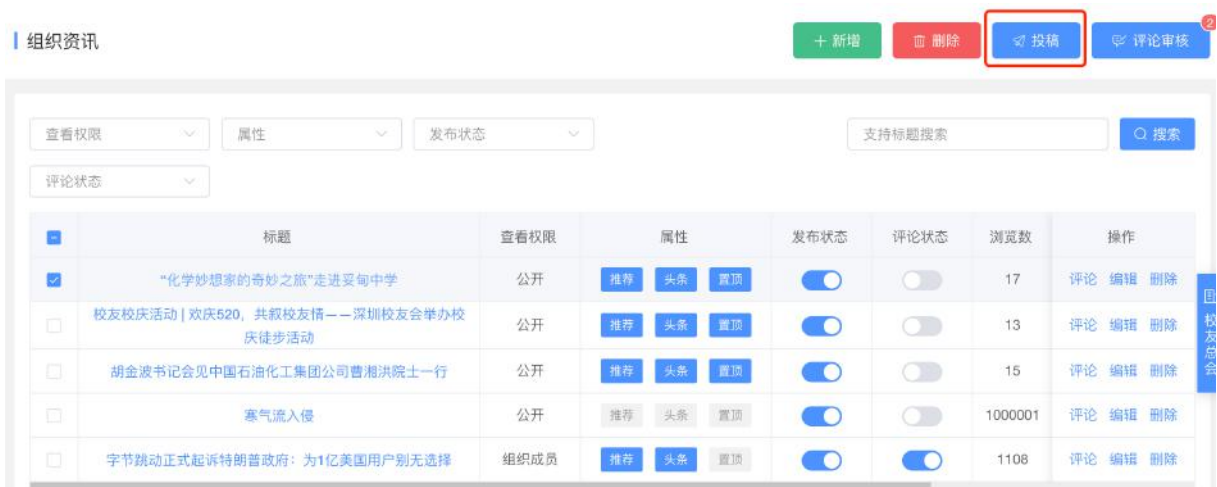 组织资讯
新增
删除
投稿
评论审核
2
查看权限
属性
发布状态
支持标题搜索
搜索
评论状态
标题 查看权限 属性 发布状态 评论状态 浏览数 操作
“化学妙想家的奇妙之旅”走进妥甸中学 公开 推荐 头条 置顶 17 评论 编辑 删除
校友校庆活动 | 欢庆520，共叙校友情——深圳校友会举办校
庆徒步活动
公开 推荐 头条 置顶 13 评论 编辑 删除
胡金波书记会见中国石油化工集团公司曹湘洪院士一行 公开 推荐 头条 置顶 15 评论 编辑 删除
寒气流入侵 公开 推荐 头条 置顶 1000001 评论 编辑 删除
字节跳动正式起诉特朗普政府：为1亿美国用户别无选择 组织成员 推荐 头条 置顶 1108 评论 编辑 删除
校友总会